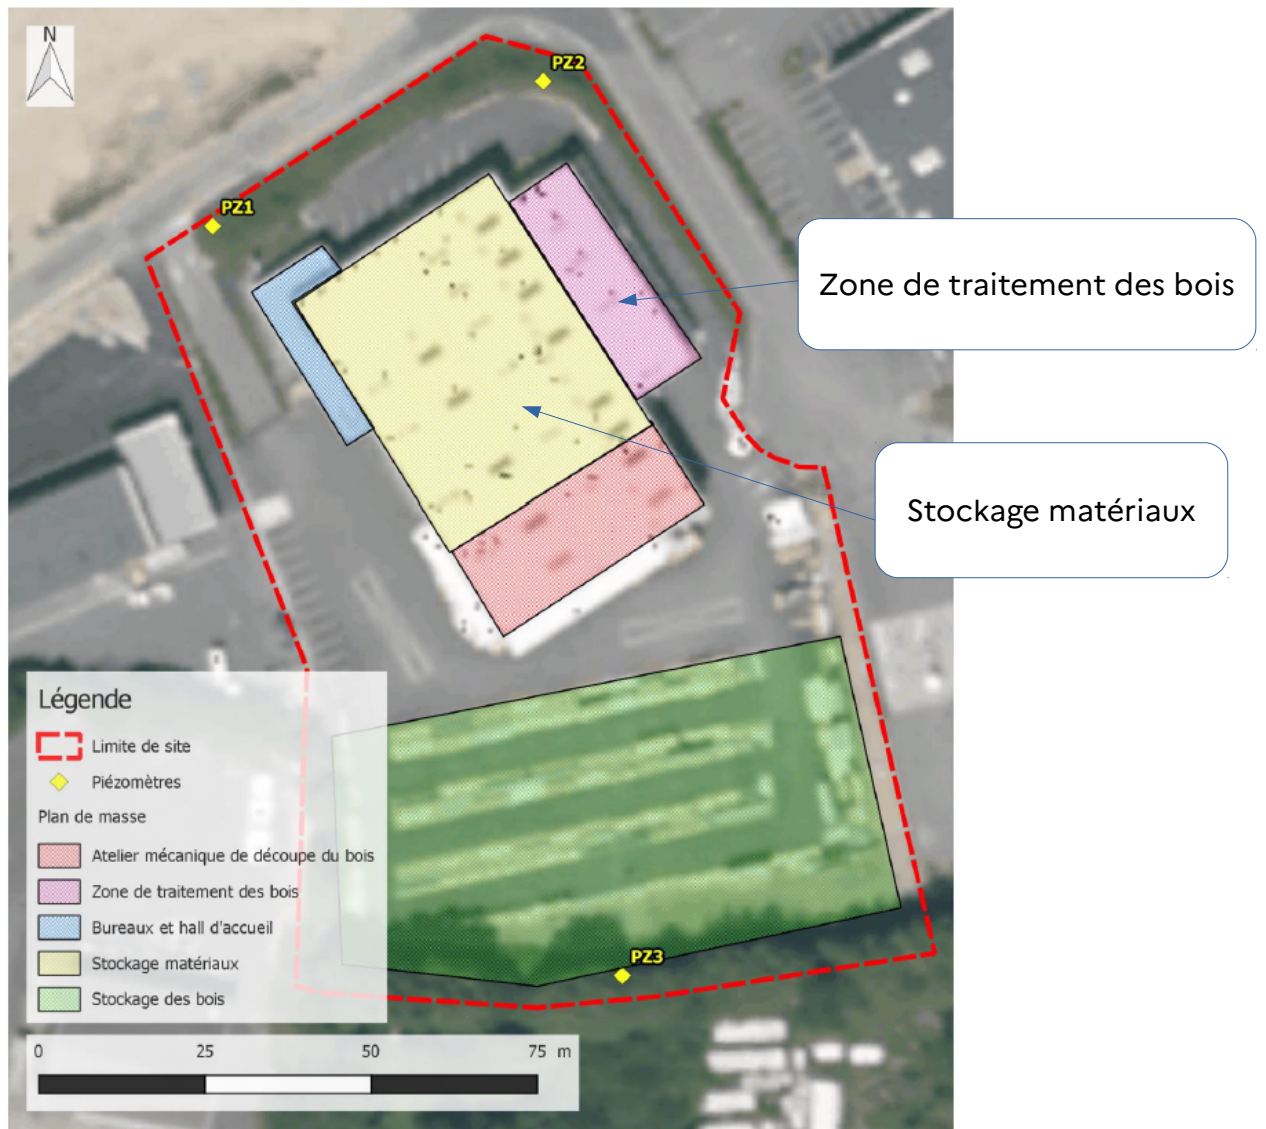 N
PZ2
PZ1
Zone de traitement des bois
Stockage matériaux
Légende
Limite de site
Piézomètres
Plan de masse
Atelier mécanique de découpe du bois
Zone de traitement des bois
Bureaux et hall d'accueil
Stockage matériaux
Stockage des bois
PZ3
0 25 50 75 m